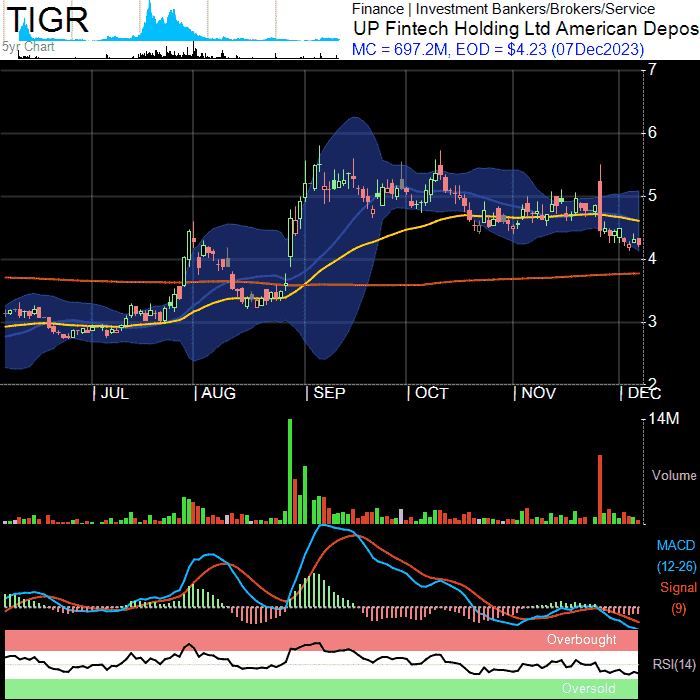 TIGR
5yr Chart
Finance | Investment Bankers/Brokers/Service
UP Fintech Holding Ltd American Depos
MC = 697.2M, EOD = $4.23 (07Dec2023)
7
6
5
4
3
2
| JUL
| AUG
| SEP
| OCT
| NOV
| DEC
14M
Volume
MACD
(12-26)
Signal
(9)
Overbought
RSI(14)
Oversold